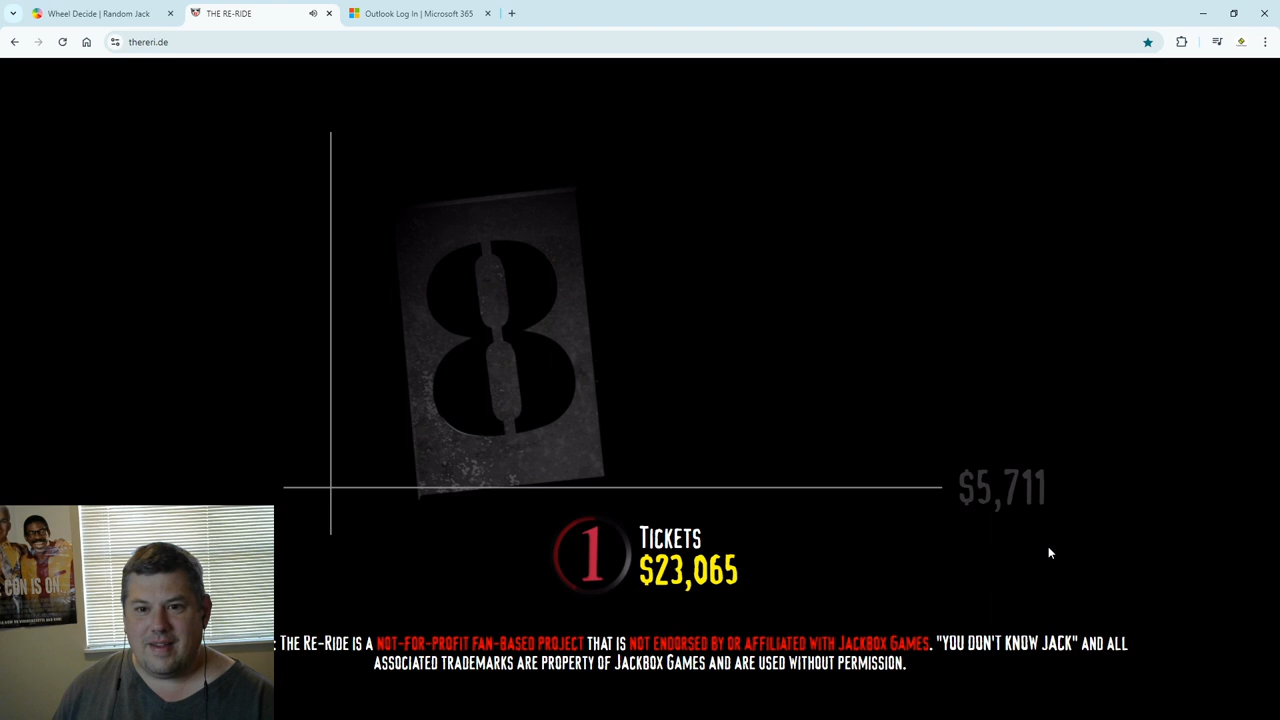 Wheel Decide | Random Jack
THE RE-RIDE
Outlook Log In | Microsoft 365
thereri.de
8
$5,711
1
TICKETS
$23,065
CON IS ON
: THE RE-RIDE IS A NOT-FOR-PROFIT FAN-BASED PROJECT THAT IS NOT ENDORSED BY OR AFFILIATED WITH JACKBOX GAMES. "YOU DON'T KNOW JACK" AND ALL
ASSOCIATED TRADEMARKS ARE PROPERTY OF JACKBOX GAMES AND ARE USED WITHOUT PERMISSION.